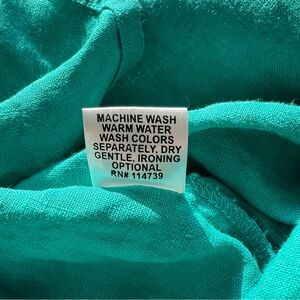 MACHINE WASH
WARM WATER
WASH COLORS
SEPARATELY, DRY
GENTLE, IRONING
OPTIONAL
RN# 114739